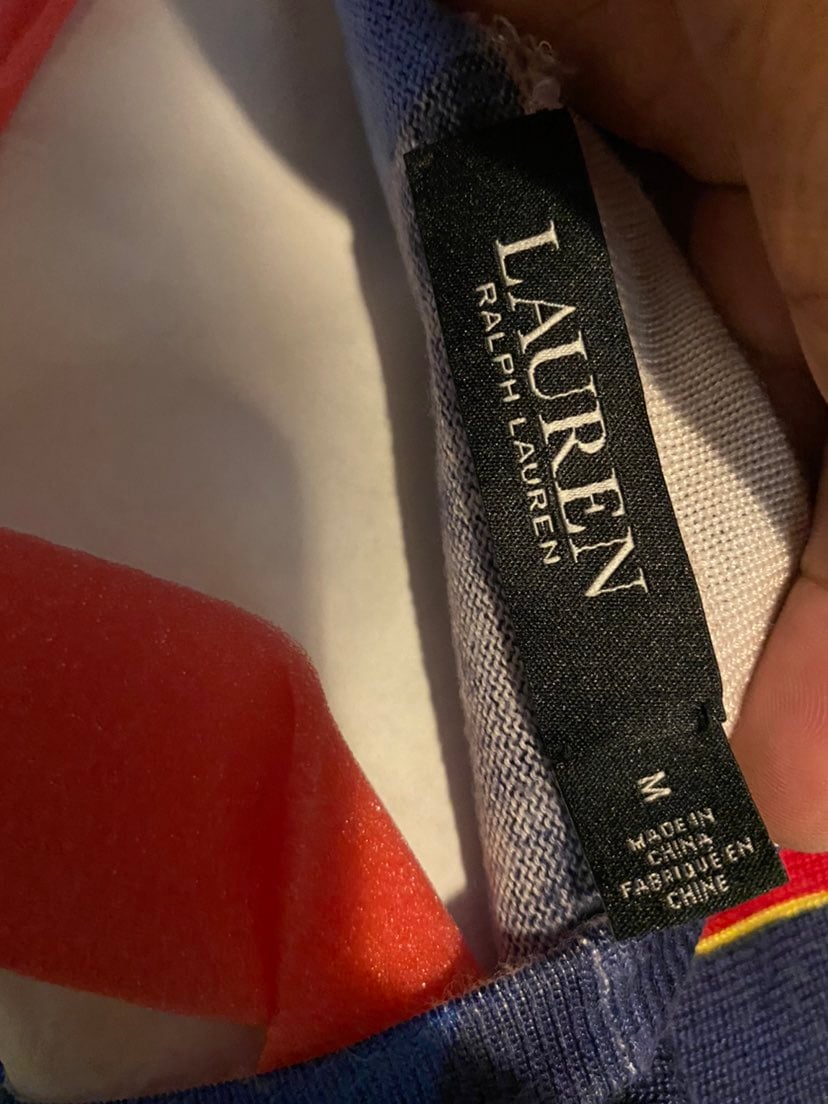 LAUREN
RALPH LAUREN
M
MADE IN
CHINA
FABRIQUÉ EN
CHINE